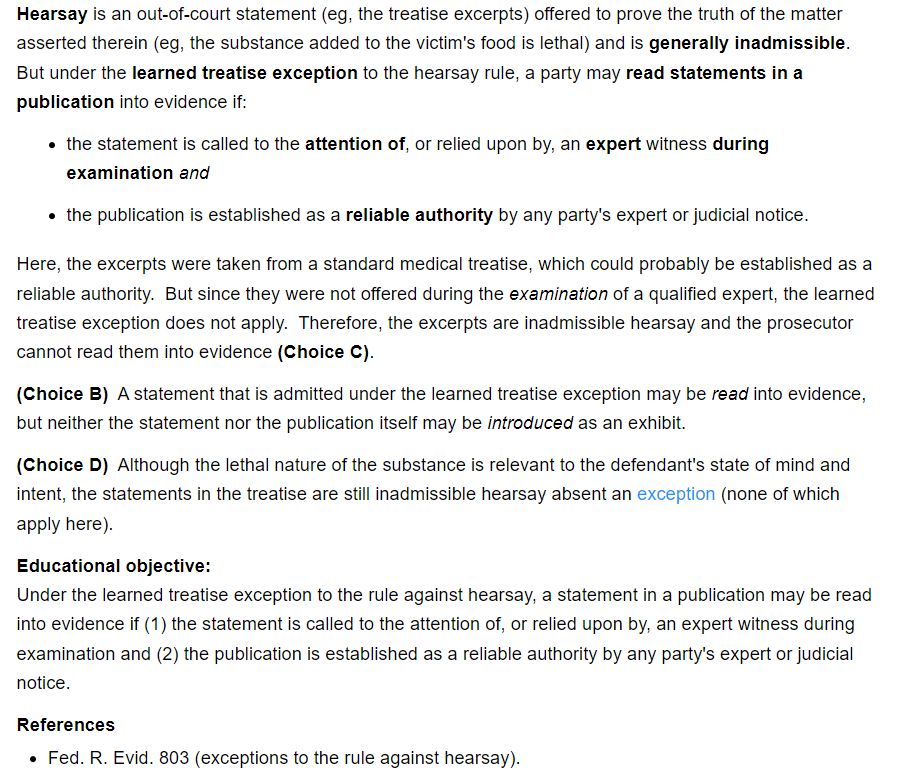 Hearsay is an out-of-court statement (eg, the treatise excerpts) offered to prove the truth of the matter
asserted therein (eg, the substance added to the victim's food is lethal) and is generally inadmissible.
But under the learned treatise exception to the hearsay rule, a party may read statements in a
publication into evidence if:
• the statement is called to the attention of, or relied upon by, an expert witness during
examination and
• the publication is established as a reliable authority by any party's expert or judicial notice.
Here, the excerpts were taken from a standard medical treatise, which could probably be established as a
reliable authority.  But since they were not offered during the examination of a qualified expert, the learned
treatise exception does not apply.  Therefore, the excerpts are inadmissible hearsay and the prosecutor
cannot read them into evidence (Choice C).
(Choice B)  A statement that is admitted under the learned treatise exception may be read into evidence,
but neither the statement nor the publication itself may be introduced as an exhibit.
(Choice D)  Although the lethal nature of the substance is relevant to the defendant's state of mind and
intent, the statements in the treatise are still inadmissible hearsay absent an exception (none of which
apply here).
Educational objective:
Under the learned treatise exception to the rule against hearsay, a statement in a publication may be read
into evidence if (1) the statement is called to the attention of, or relied upon by, an expert witness during
examination and (2) the publication is established as a reliable authority by any party's expert or judicial
notice.
References
• Fed. R. Evid. 803 (exceptions to the rule against hearsay).